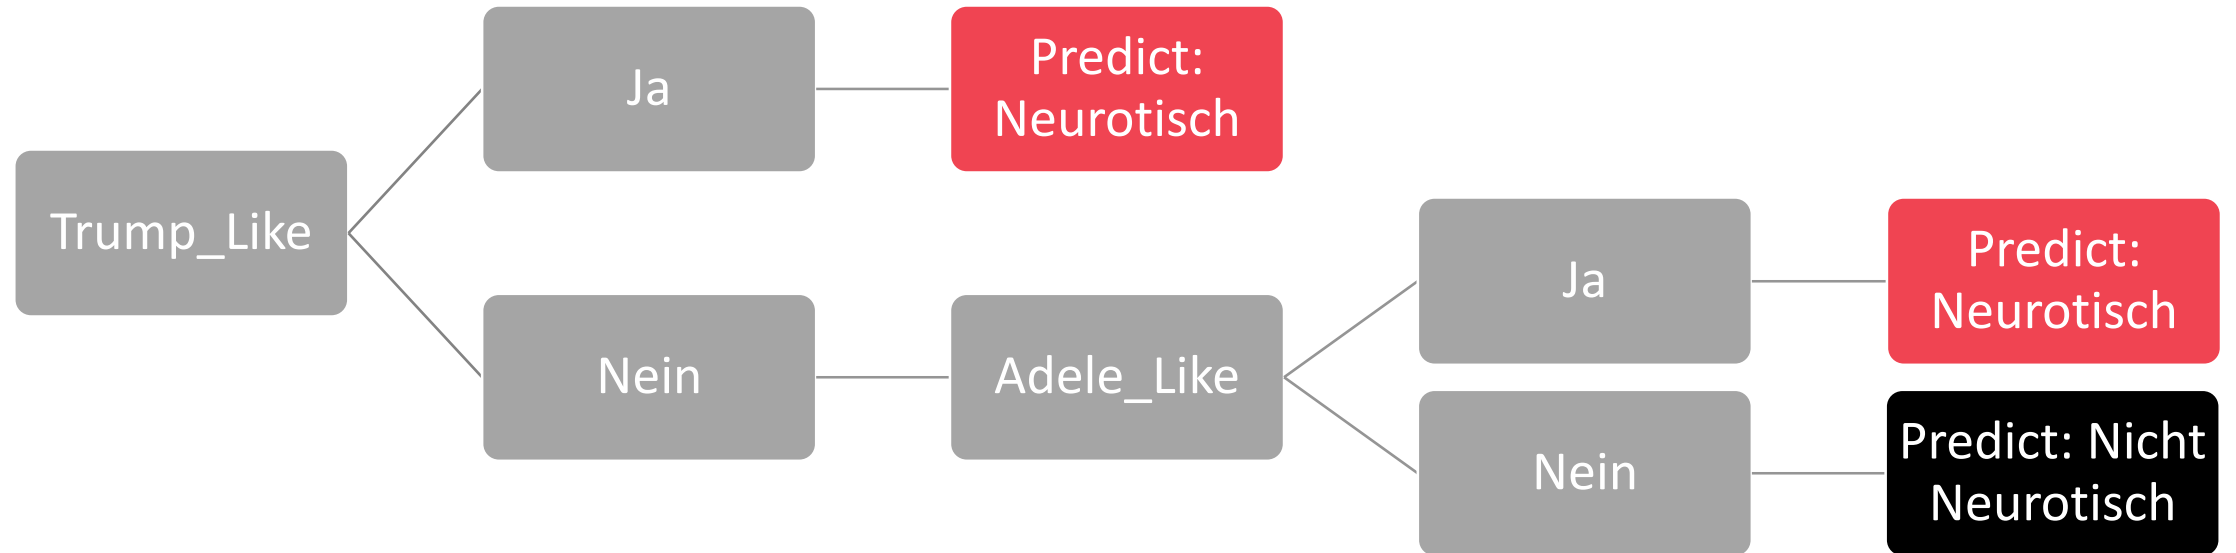 Trump_Like
Ja
Predict:
Neurotisch
Nein
Adele_Like
Ja
Predict:
Neurotisch
Nein
Predict: Nicht
Neurotisch